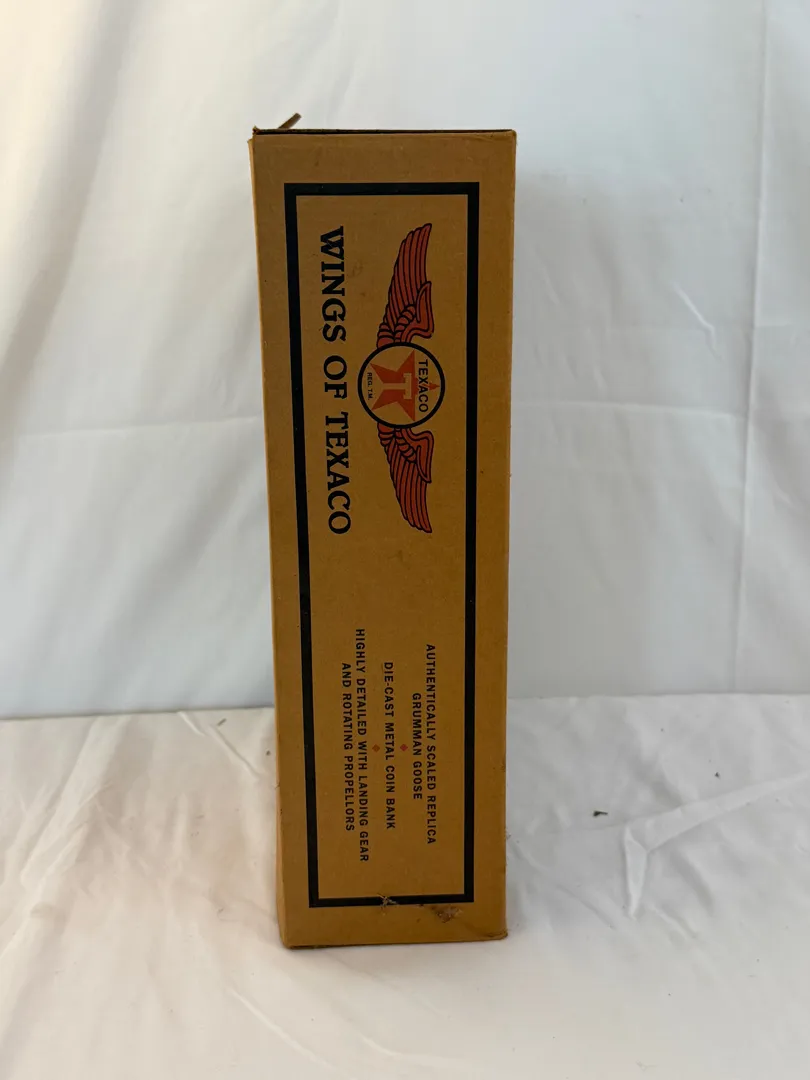 TEXACO
T
REG. T.M.
WINGS OF TEXACO
AUTHENTICALLY SCALED REPLICA
GRUMMAN GOOSE
DIE-CAST METAL COIN BANK
HIGHLY DETAILED WITH LANDING GEAR
AND ROTATING PROPELLORS